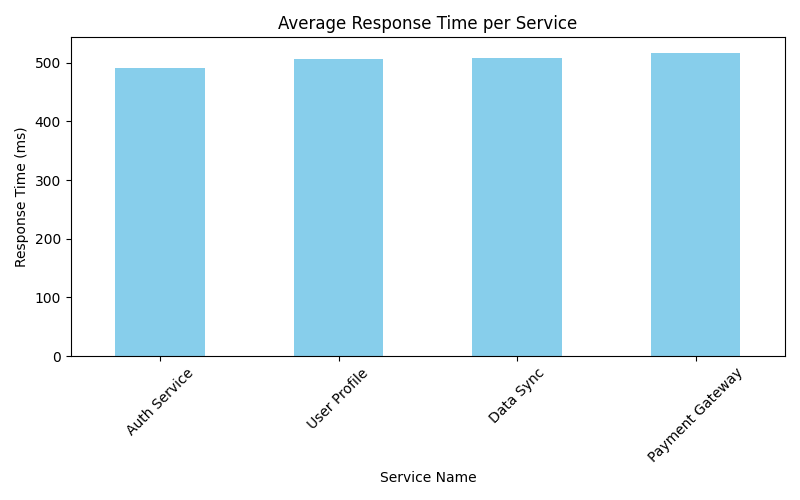 Average Response Time per Service
Response Time (ms)
500
400
300
200
100
0
Auth Service
User Profile
Data Sync
Payment Gateway
Service Name